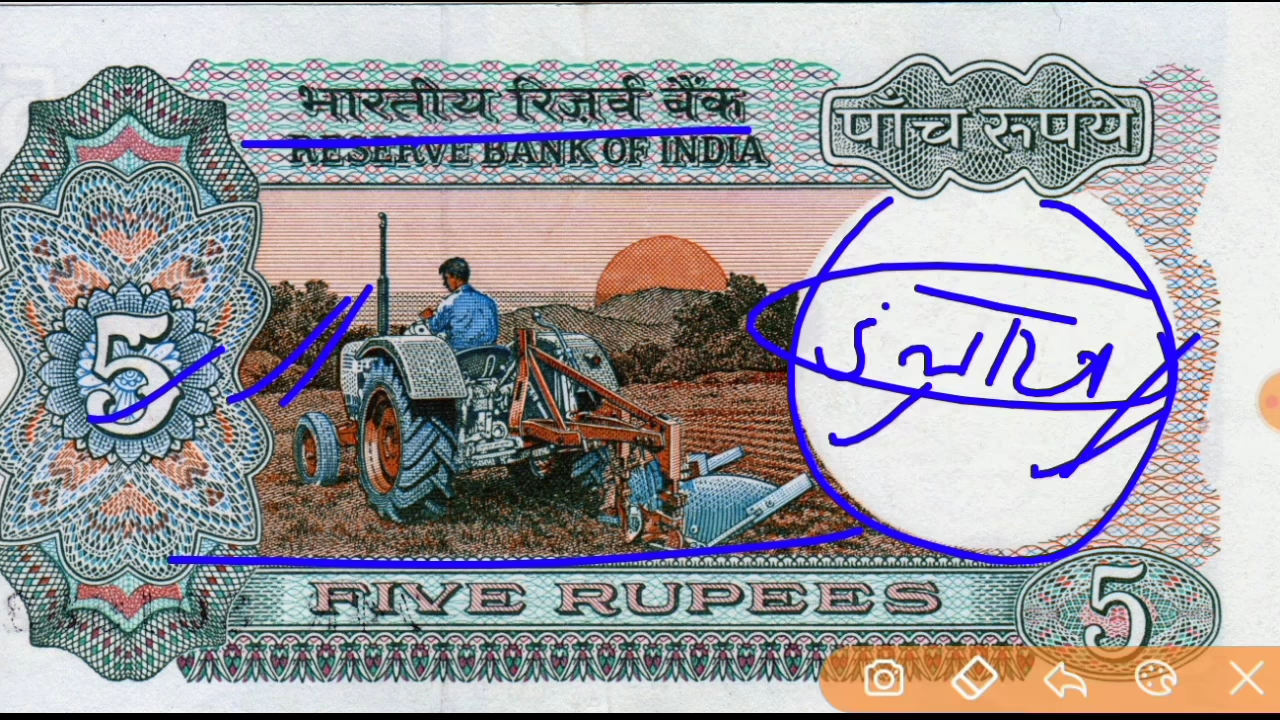 भारतीय रिज़र्व बैंक
RESERVE BANK OF INDIA
पाँच रुपये
5
FIVE RUPEES
5